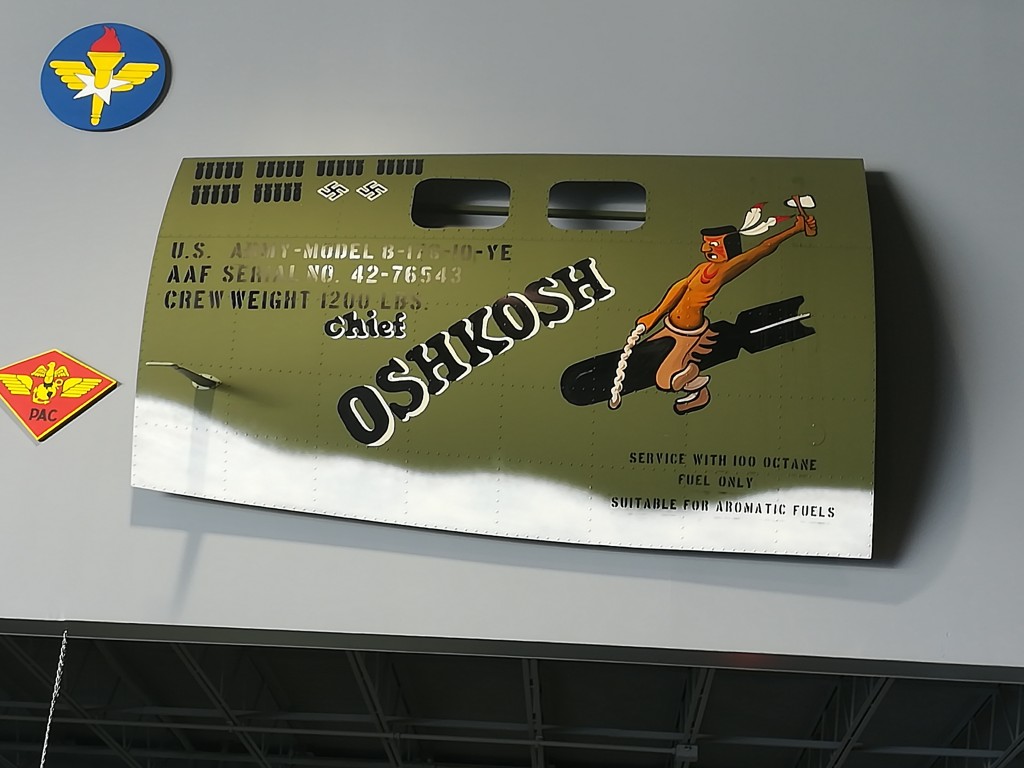 U.S. ARMY-MODEL B-17G-10-YE
AAF SERIAL NO. 42-76543
CREW WEIGHT 1200 LBS.
Chief
OSHKOSH
PAC
SERVICE WITH 100 OCTANE
FUEL ONLY
SUITABLE FOR AROMATIC FUELS